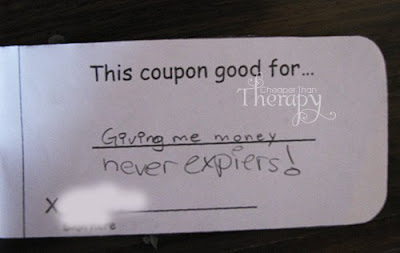 This coupon good for...
Cheaper Than
Therapy
Giving me money
never expiers!
X